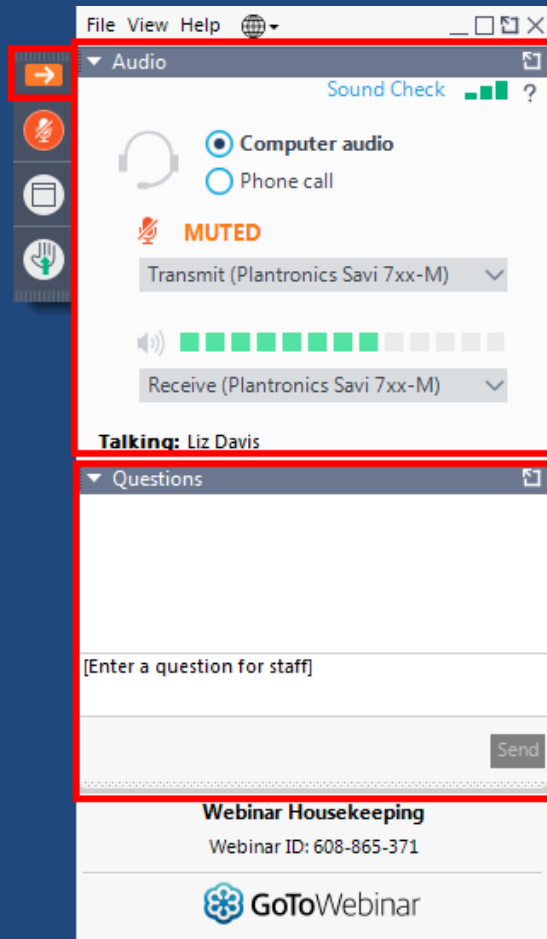 File View Help
Audio
Sound Check ?
Computer audio
Phone call
MUTED
Transmit (Plantronics Savi 7xx-M)
Receive (Plantronics Savi 7xx-M)
Talking: Liz Davis
Questions
[Enter a question for staff]
Send
Webinar Housekeeping
Webinar ID: 608-865-371
GoToWebinar